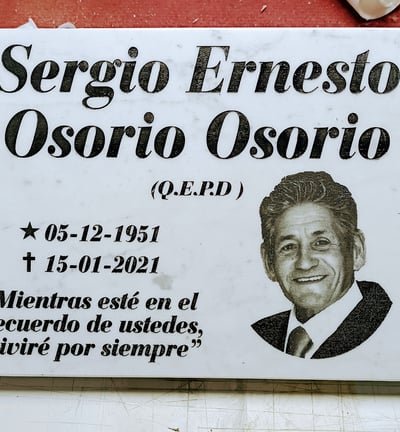 Sergio Ernesto
Osorio Osorio
(Q.E.P.D )
★ 05-12-1951
✝ 15-01-2021
Mientras esté en el
ecuerdo de ustedes,
iviré por siempre”